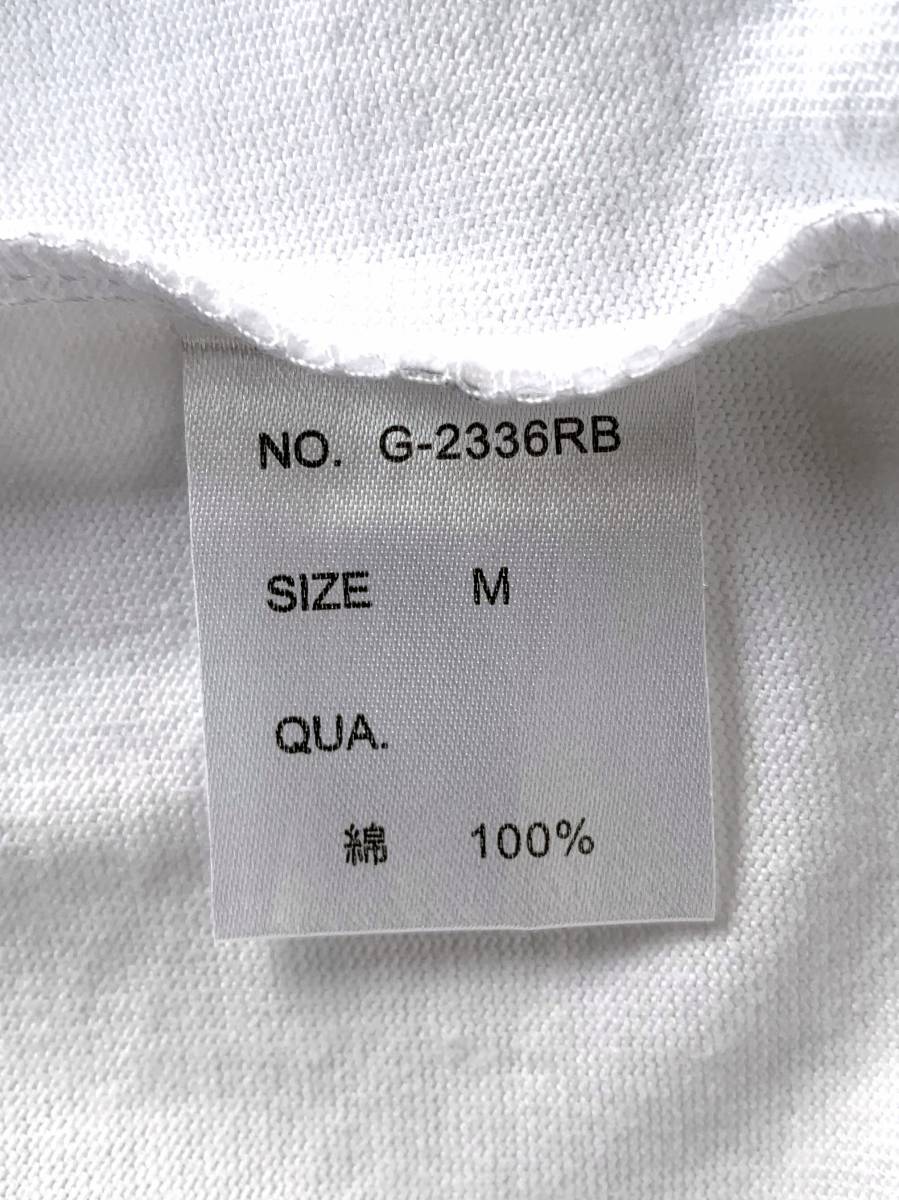 NO. G-2336RB
SIZE M
QUA.
綿 100%